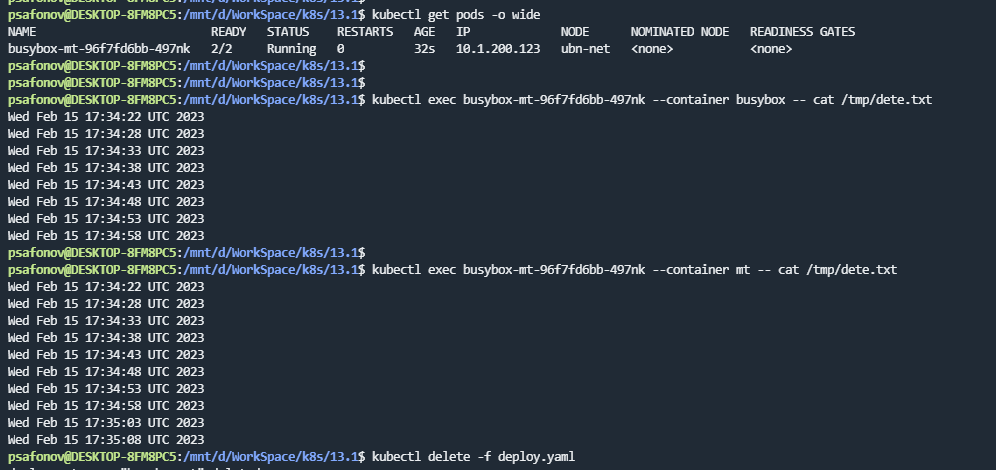 psafonov@DESKTOP-8FM8PC5:/mnt/d/WorkSpace/k8s/13.1$ kubectl get pods -o wide
NAME READY STATUS RESTARTS AGE IP NODE NOMINATED NODE READINESS GATES
busybox-mt-96f7fd6bb-497nk 2/2 Running 0 32s 10.1.200.123 ubn-net <none> <none>
psafonov@DESKTOP-8FM8PC5:/mnt/d/WorkSpace/k8s/13.1$
psafonov@DESKTOP-8FM8PC5:/mnt/d/WorkSpace/k8s/13.1$
psafonov@DESKTOP-8FM8PC5:/mnt/d/WorkSpace/k8s/13.1$ kubectl exec busybox-mt-96f7fd6bb-497nk --container busybox -- cat /tmp/dete.txt
Wed Feb 15 17:34:22 UTC 2023
Wed Feb 15 17:34:28 UTC 2023
Wed Feb 15 17:34:33 UTC 2023
Wed Feb 15 17:34:38 UTC 2023
Wed Feb 15 17:34:43 UTC 2023
Wed Feb 15 17:34:48 UTC 2023
Wed Feb 15 17:34:53 UTC 2023
Wed Feb 15 17:34:58 UTC 2023
psafonov@DESKTOP-8FM8PC5:/mnt/d/WorkSpace/k8s/13.1$
psafonov@DESKTOP-8FM8PC5:/mnt/d/WorkSpace/k8s/13.1$ kubectl exec busybox-mt-96f7fd6bb-497nk --container mt -- cat /tmp/dete.txt
Wed Feb 15 17:34:22 UTC 2023
Wed Feb 15 17:34:28 UTC 2023
Wed Feb 15 17:34:33 UTC 2023
Wed Feb 15 17:34:38 UTC 2023
Wed Feb 15 17:34:43 UTC 2023
Wed Feb 15 17:34:48 UTC 2023
Wed Feb 15 17:34:53 UTC 2023
Wed Feb 15 17:34:58 UTC 2023
Wed Feb 15 17:35:03 UTC 2023
Wed Feb 15 17:35:08 UTC 2023
psafonov@DESKTOP-8FM8PC5:/mnt/d/WorkSpace/k8s/13.1$ kubectl delete -f deploy.yaml